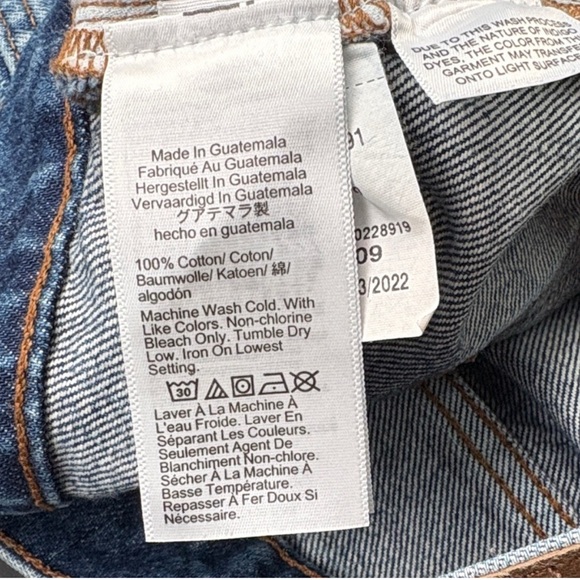 Made In Guatemala
Fabriqué Au Guatemala
Hergestellt In Guatemala
Vervaardigd In Guatemala
グアテマラ製
hecho en guatemala
100% Cotton/ Coton/
Baumwolle/ Katoen/ 綿/
algodón
Machine Wash Cold. With
Like Colors. Non-chlorine
Bleach Only. Tumble Dry
Low. Iron On Lowest
Setting.
30
Laver À La Machine À
L'eau Froide. Laver En
Séparant Les Couleurs.
Seulement Agent De
Blanchiment Non-chlore.
Sécher À La Machine À
Basse Température.
Repasser À Fer Doux Si
Nécessaire.
91
0228919
09
3/2022
DUE TO THIS WASH PROCESS
AND THE NATURE OF INDIGO
DYES, THE COLOR FROM THE
GARMENT MAY TRANSFER
ONTO LIGHT SURFACE